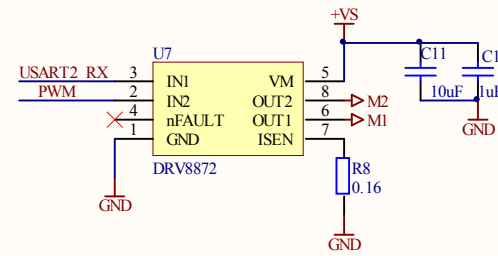 +VS
U7
C11
C1
USART2_RX 3 IN1 VM 5
10uF
1uF
PWM 2 IN2 OUT2 8 M2
4 nFAULT OUT1 6 M1
1 GND ISEN 7
GND
DRV8872
R8
0.16
GND
GND